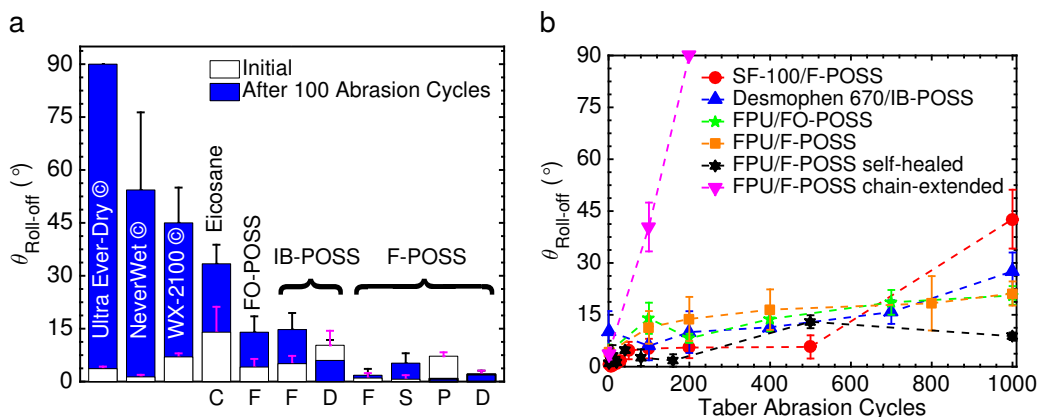 a
90
75
60
45
30
15
0
θRoll-off (°)
Initial
After 100 Abrasion Cycles
Ultra Ever-Dry ©
NeverWet ©
WX-2100 ©
Eicosane
FO-POSS
IB-POSS
F-POSS
C F F D F S P D
b
90
75
60
45
30
15
0
θRoll-off (°)
SF-100/F-POSS
Desmophen 670/IB-POSS
FPU/FO-POSS
FPU/F-POSS
FPU/F-POSS self-healed
FPU/F-POSS chain-extended
0 200 400 600 800 1000
Taber Abrasion Cycles